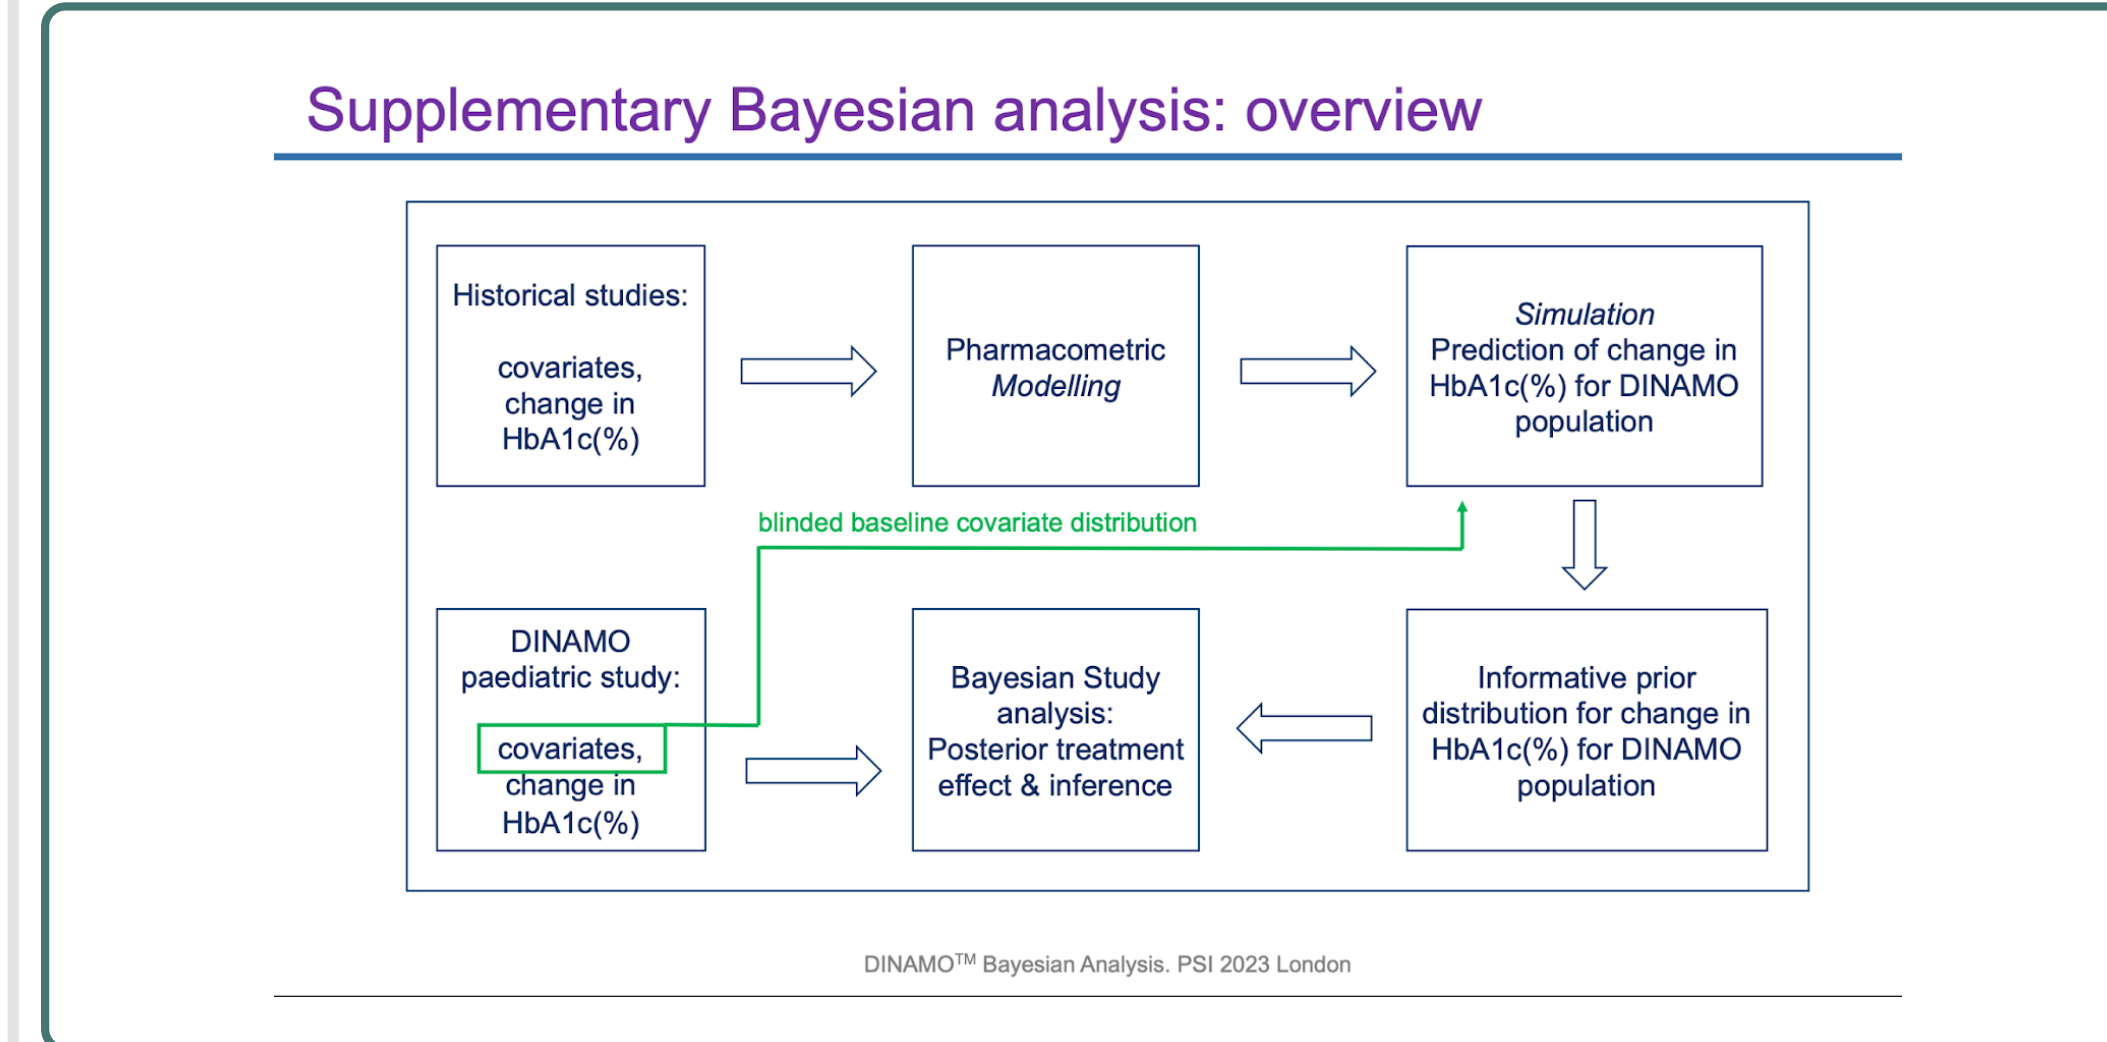 Supplementary Bayesian analysis: overview
Historical studies:
covariates,
change in
HbA1c(%)
Pharmacometric
Modelling
Simulation
Prediction of change in
HbA1c(%) for DINAMO
population
blinded baseline covariate distribution
DINAMO
paediatric study:
covariates,
change in
HbA1c(%)
Bayesian Study
analysis:
Posterior treatment
effect & inference
Informative prior
distribution for change in
HbA1c(%) for DINAMO
population
DINAMO™ Bayesian Analysis. PSI 2023 London